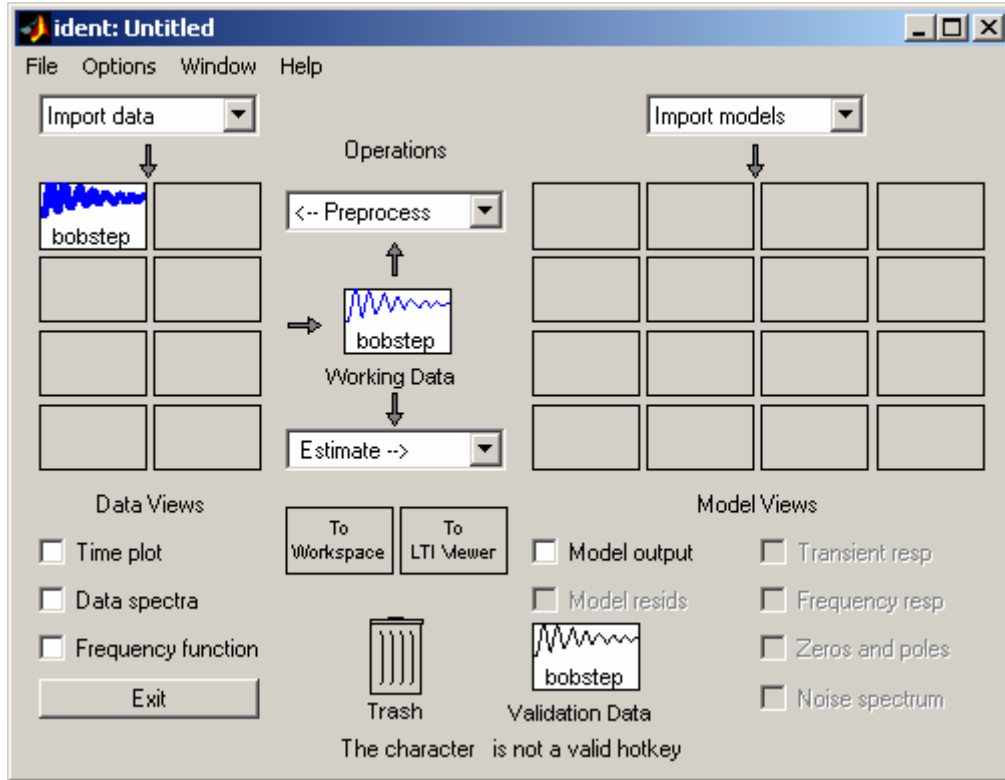 ident: Untitled
File Options Window Help
Import data
Import models
Operations
bobstep
<-- Preprocess
bobstep
Working Data
Estimate -->
Data Views
Model Views
To Workspace
To LTI Viewer
Time plot
Model output
Transient resp
Data spectra
Model resids
Frequency resp
Frequency function
bobstep
Zeros and poles
Exit
Trash
Validation Data
Noise spectrum
The character is not a valid hotkey